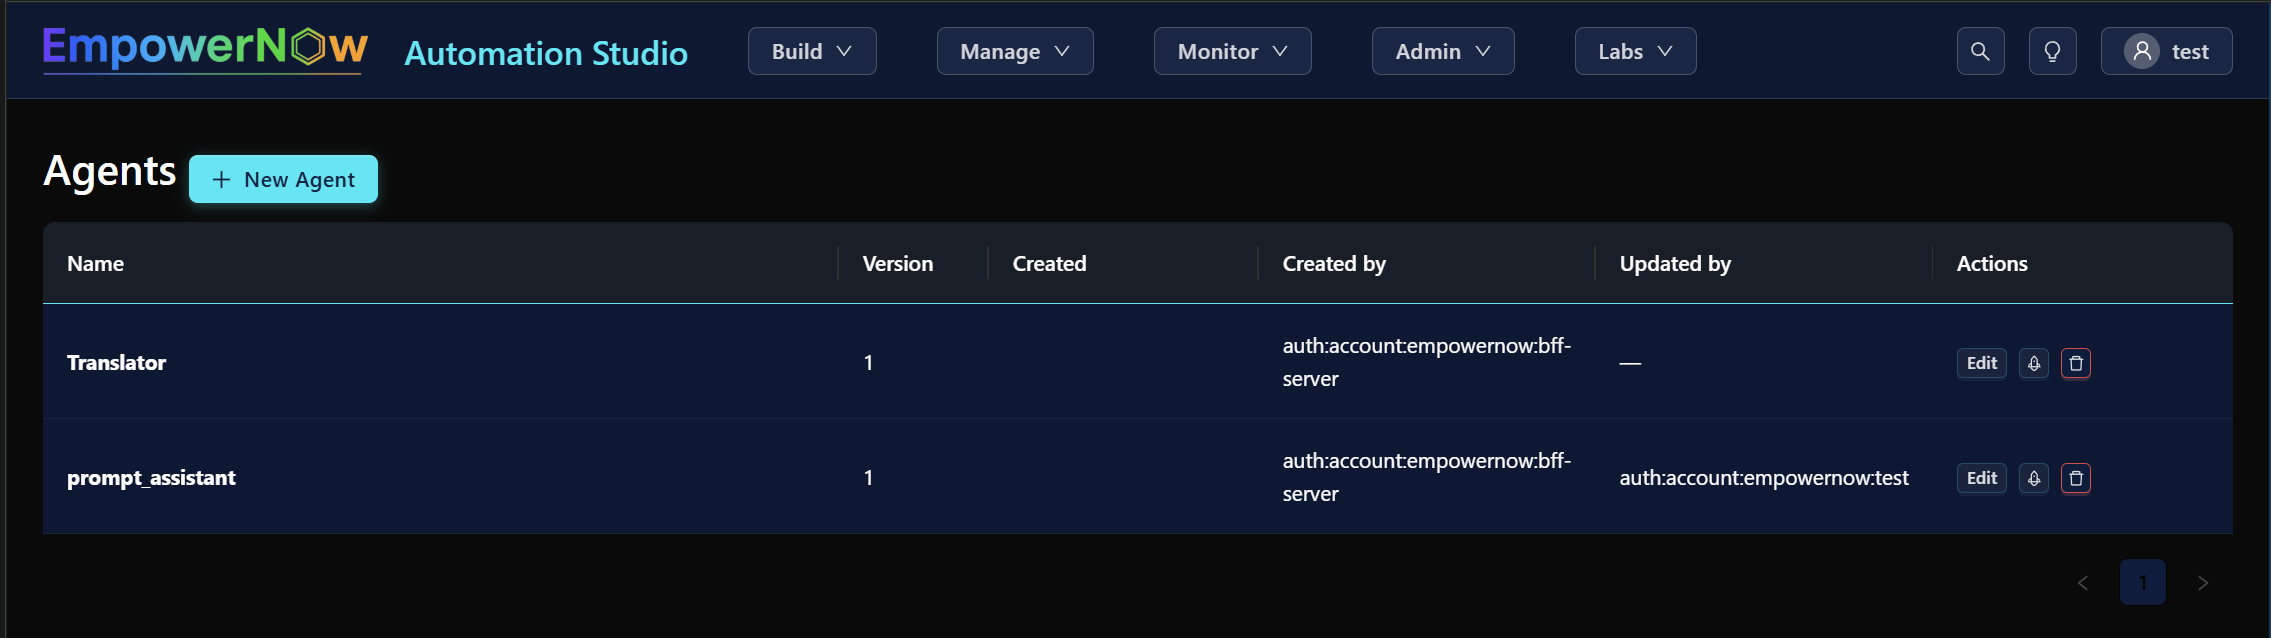 EmpowerNow Automation Studio Build Manage Monitor Admin Labs test
Agents + New Agent
Name Version Created Created by Updated by Actions
Translator 1 auth:account:empowernow:bff-server — Edit
prompt_assistant 1 auth:account:empowernow:bff-server auth:account:empowernow:test Edit
< 1 >